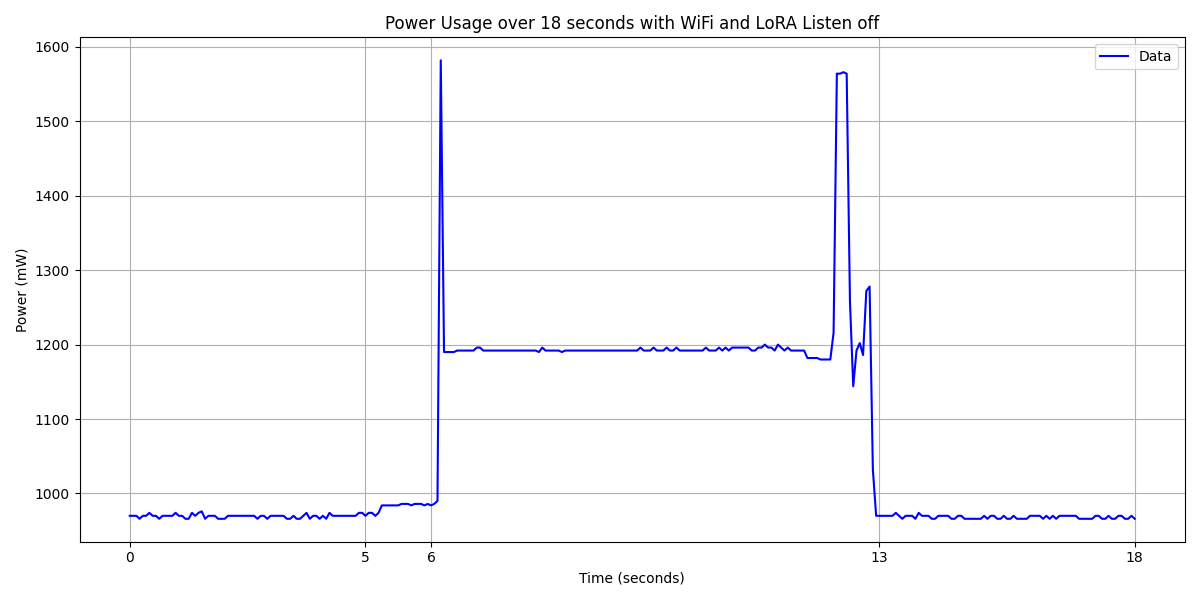 Power Usage over 18 seconds with WiFi and LoRA Listen off
Data
1600
1500
1400
1300
1200
1100
1000
Power (mW)
0 5 6 13 18
Time (seconds)